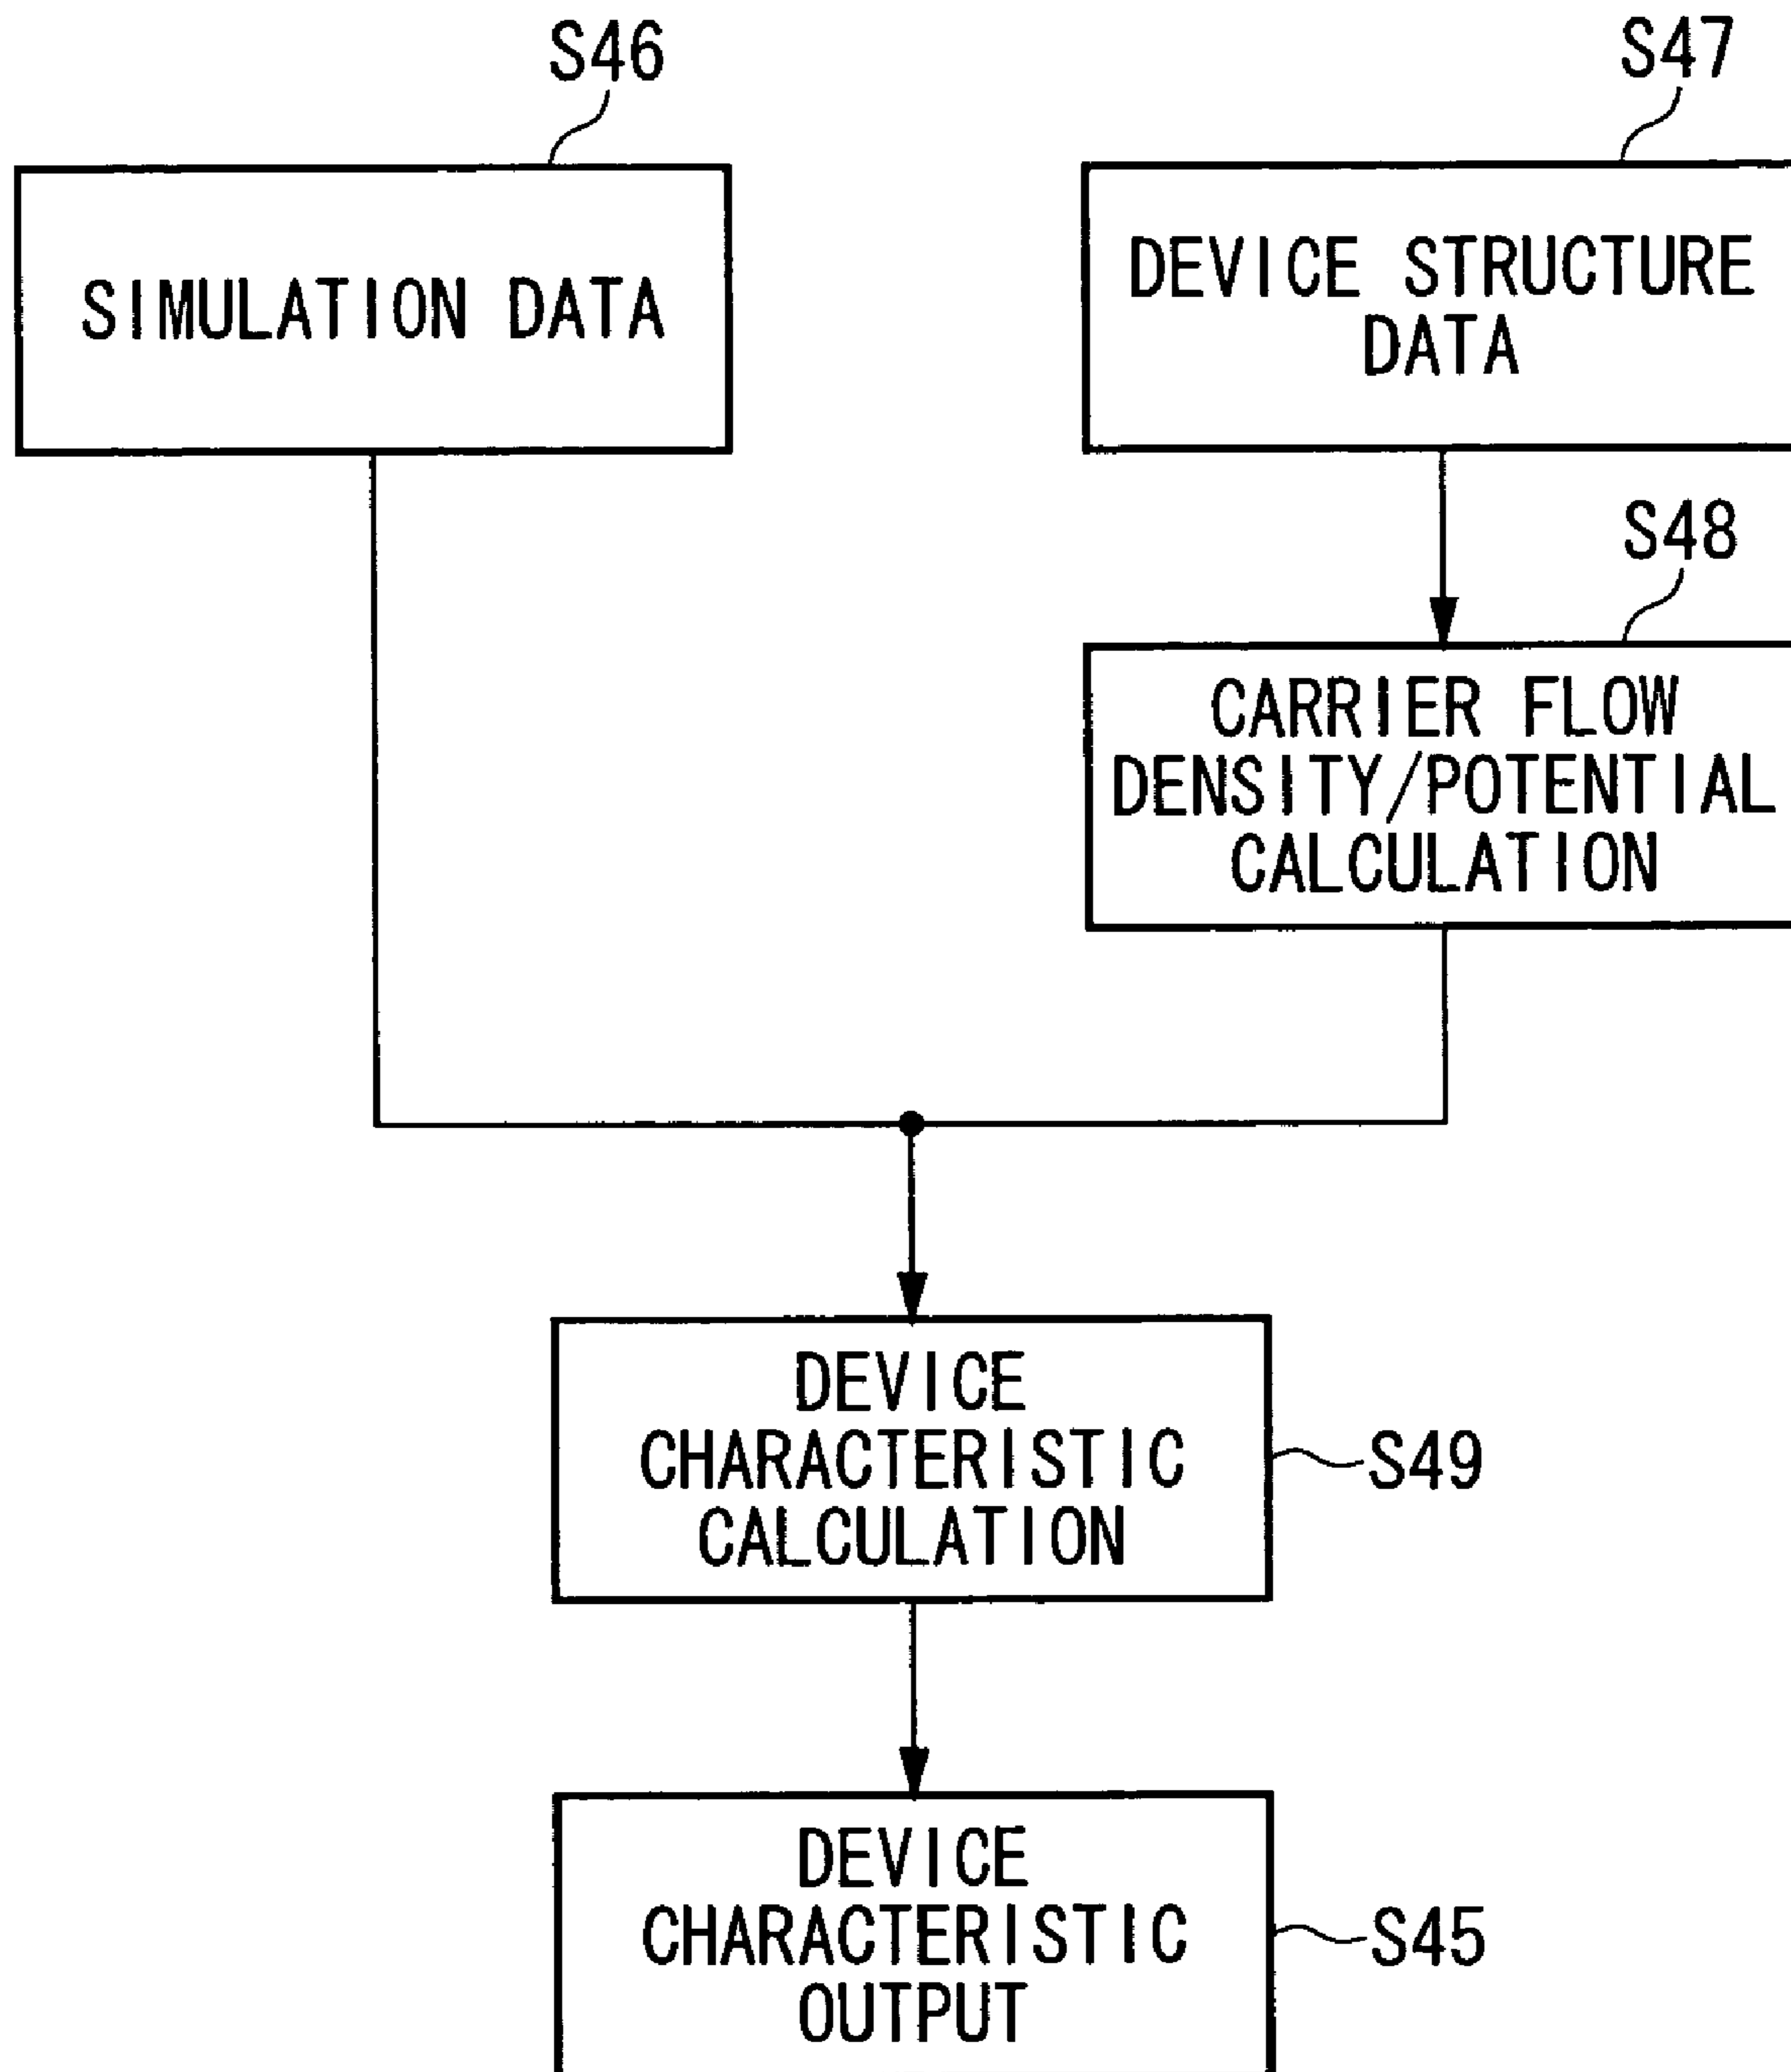 S46
SIMULATION DATA
S47
DEVICE STRUCTURE
DATA
S48
CARRIER FLOW
DENSITY/POTENTIAL
CALCULATION
DEVICE
CHARACTERISTIC
CALCULATION
S49
DEVICE
CHARACTERISTIC
OUTPUT
S45